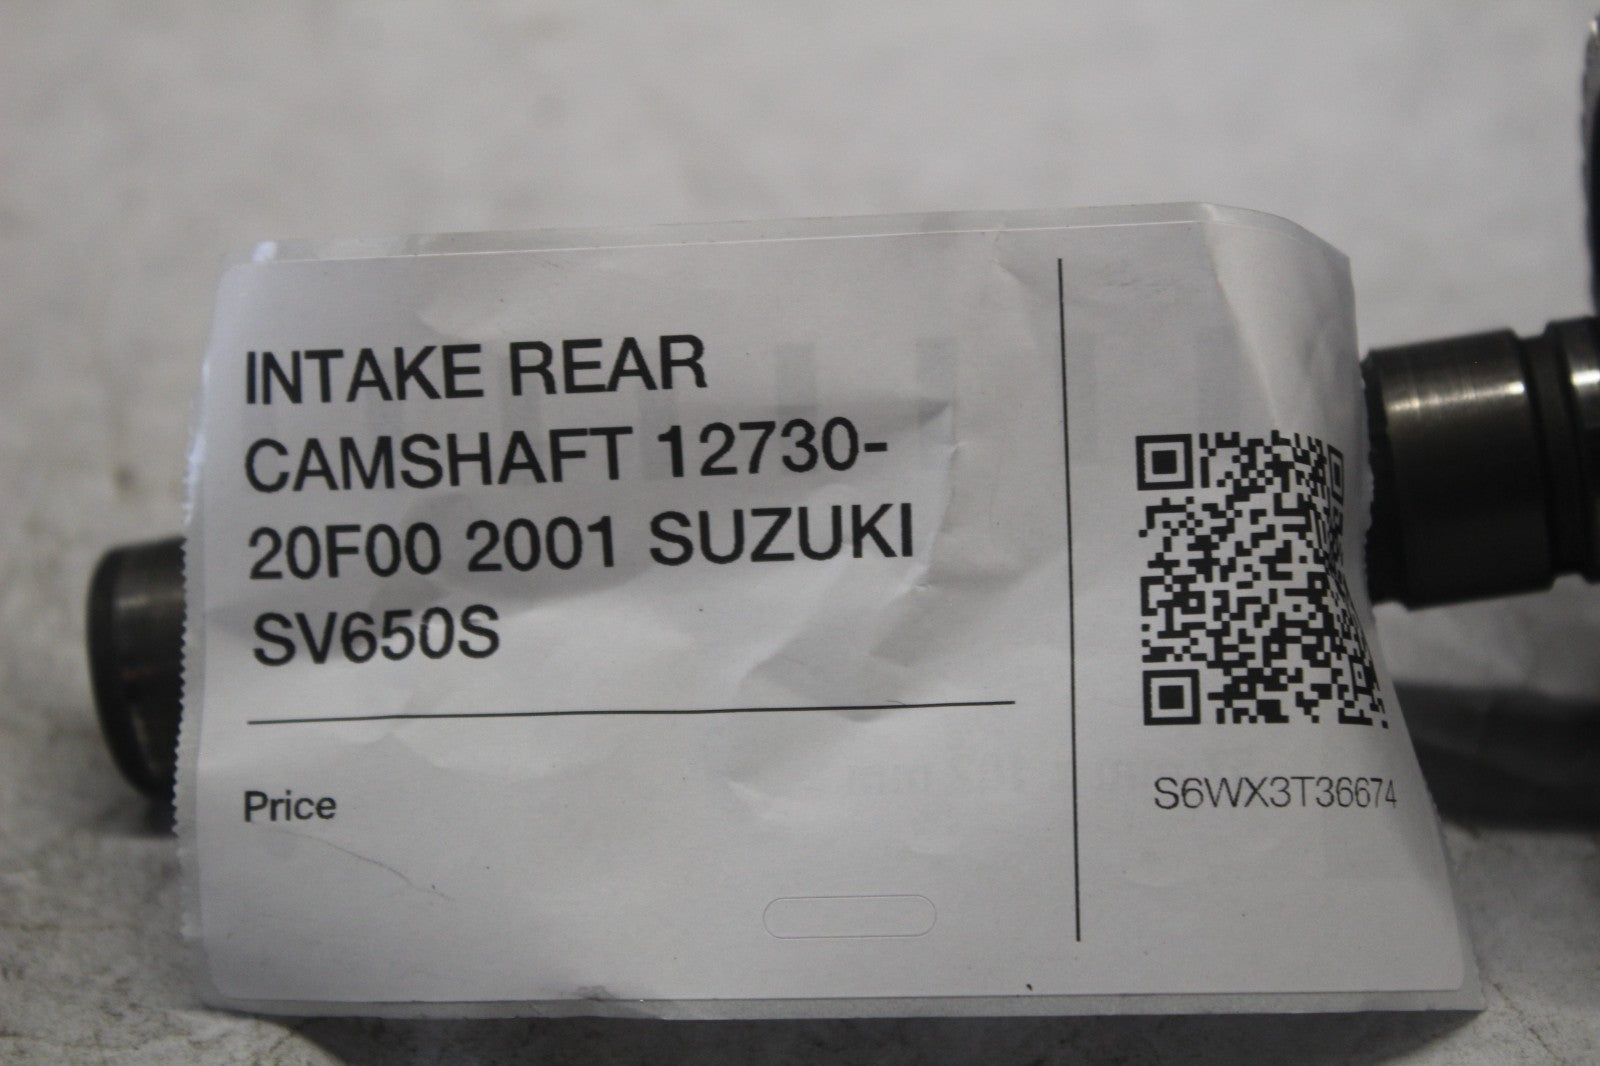 INTAKE REAR
CAMSHAFT 12730-
20F00 2001 SUZUKI
SV650S
Price
S6WX3T36674